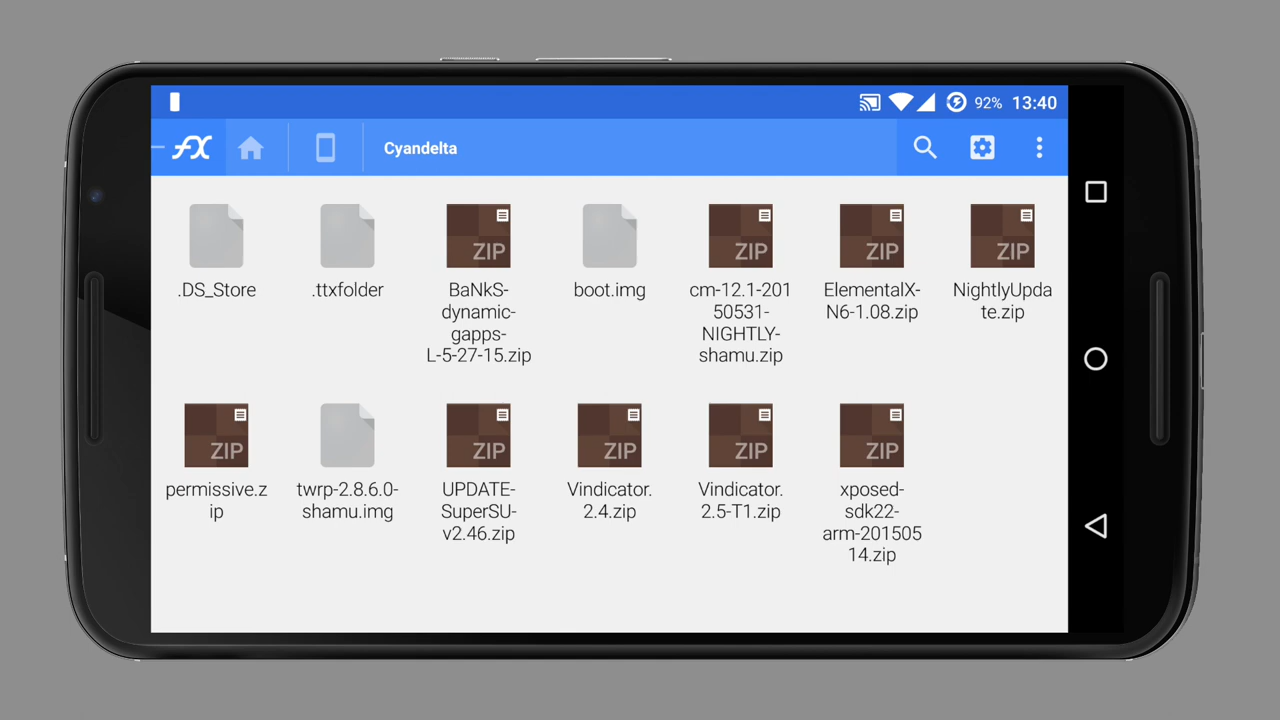 92% 13:40
FX Cyandelta
.DS_Store
.ttxfolder
ZIP
BaNkS-
dynamic-
gapps-
L-5-27-15.zip
boot.img
ZIP
cm-12.1-201
50531-
NIGHTLY-
shamu.zip
ZIP
ElementalX-
N6-1.08.zip
ZIP
NightlyUpda
te.zip
ZIP
permissive.z
ip
twrp-2.8.6.0-
shamu.img
ZIP
UPDATE-
SuperSU-
v2.46.zip
ZIP
Vindicator.
2.4.zip
ZIP
Vindicator.
2.5-T1.zip
ZIP
xposed-
sdk22-
arm-201505
14.zip